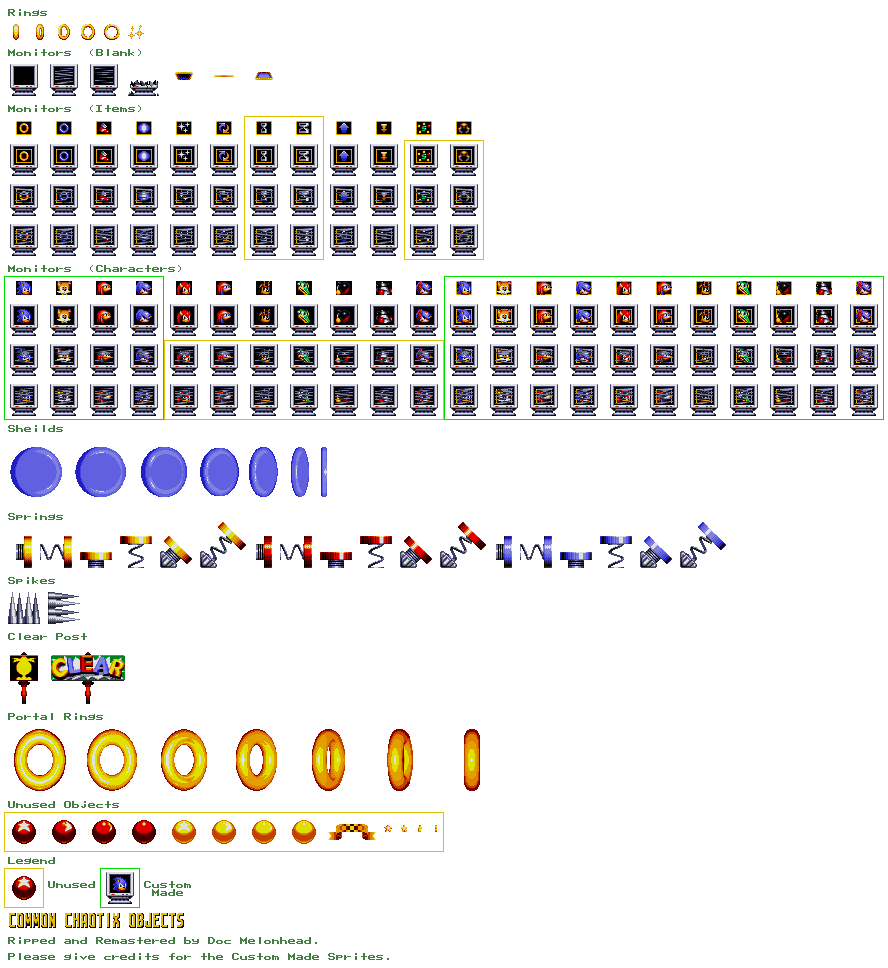 Rings
Monitors (Blank)
Monitors (Items)
Monitors (Characters)
Sheilds
Springs
Spikes
Clear Post
CLEAR
Portal Rings
Unused Objects
Legend
Unused
Custom
Made
COMMON CHAOTIX OBJECTS
Ripped and Remastered by Doc Melonhead.
Please give credits for the Custom Made Sprites.